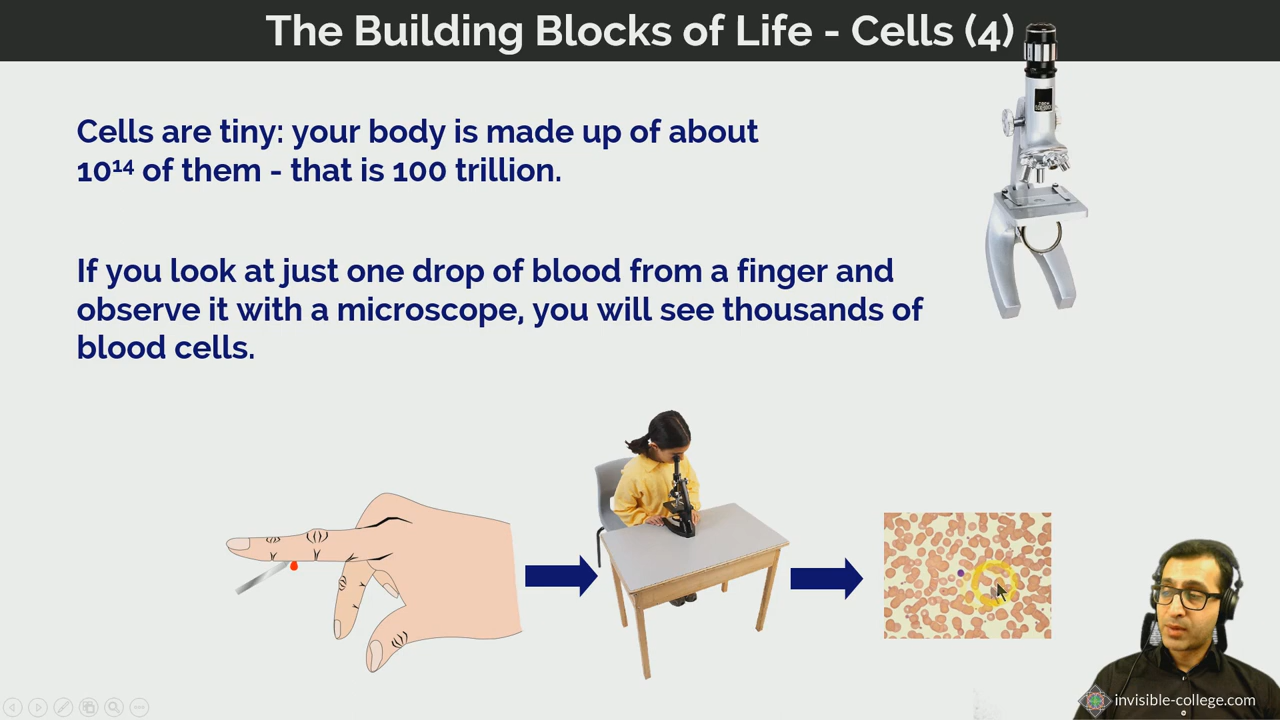 The Building Blocks of Life - Cells (4)
Cells are tiny: your body is made up of about
10¹⁴ of them - that is 100 trillion.
If you look at just one drop of blood from a finger and
observe it with a microscope, you will see thousands of
blood cells.
invisible-college.com